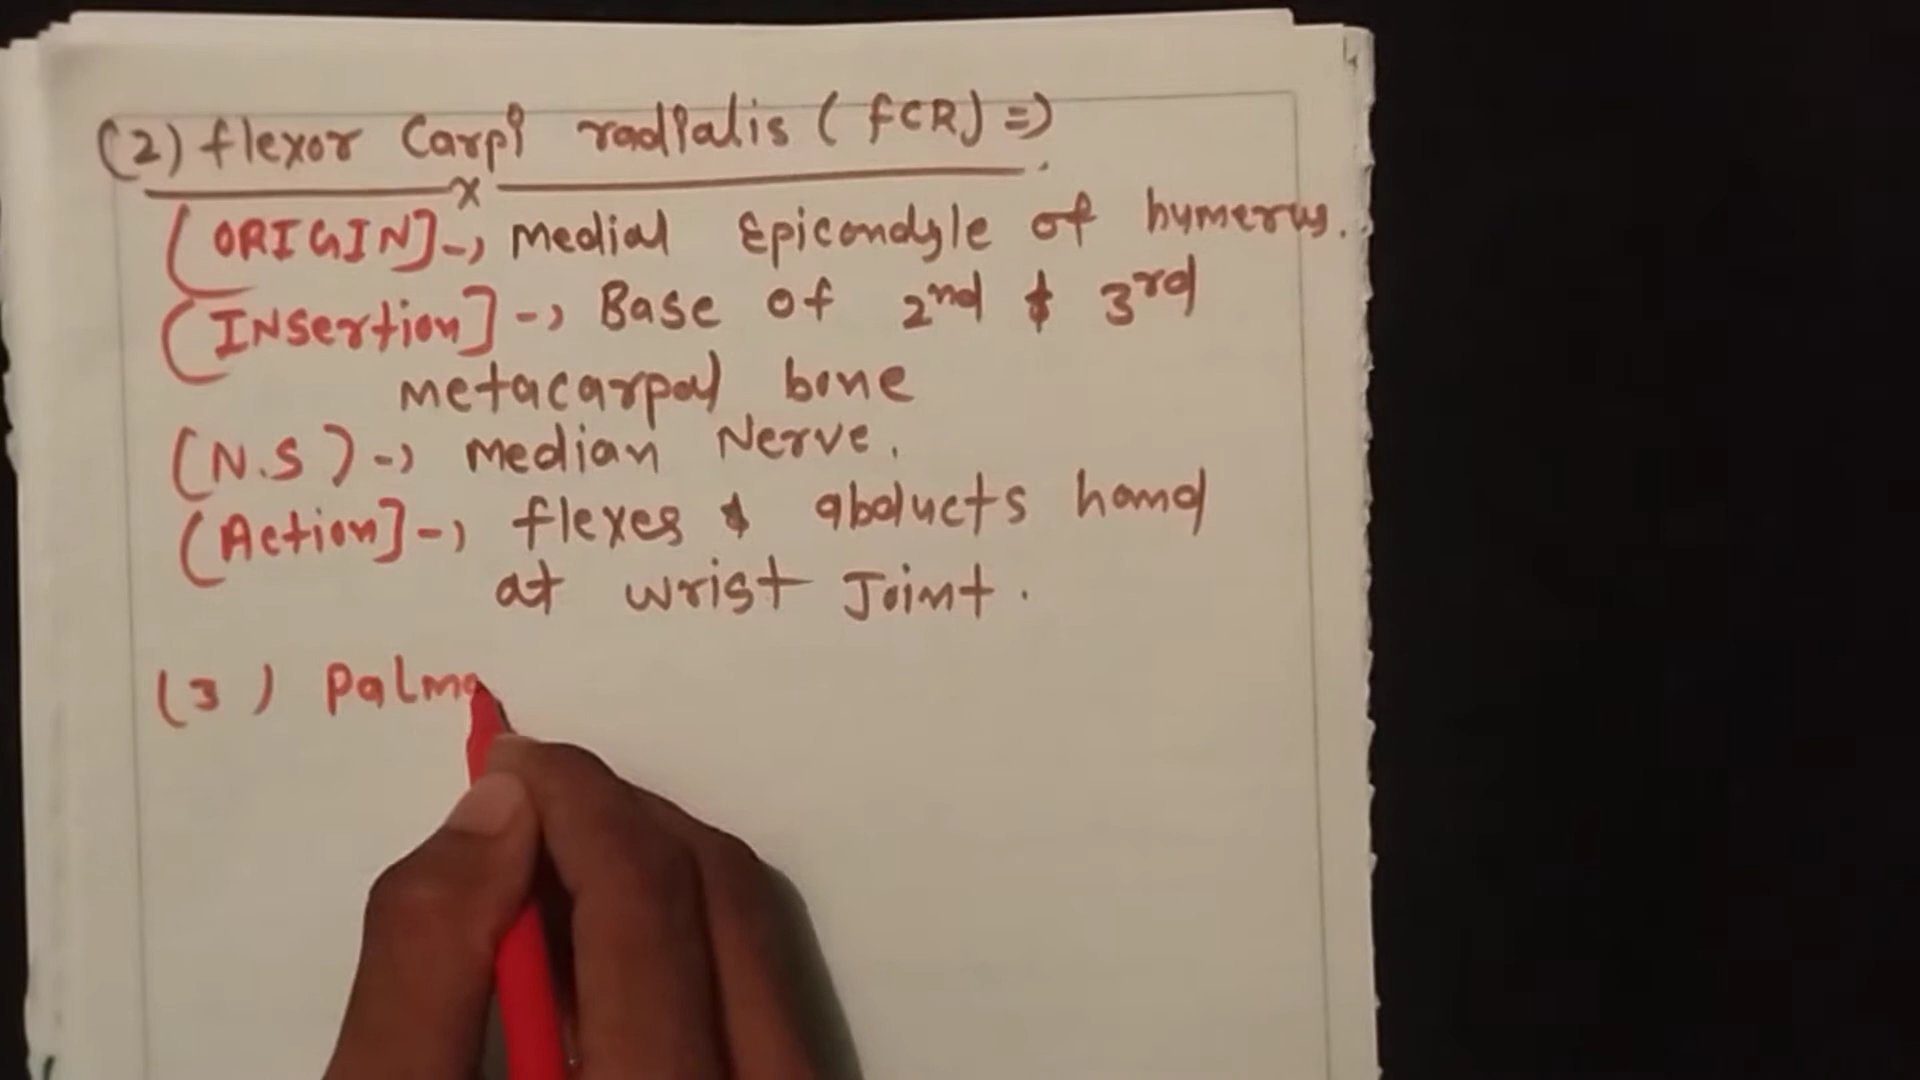 (2) flexor Carpi radialis (FCR) =>
[ORIGIN] -> Medial Epicondyle of humerus.
[INsertion] -> Base of 2nd & 3rd
metacarpal bone
(N.S) -> median Nerve.
(Action] -> flexes & abducts hand
at wrist Joint.
(3) Palma